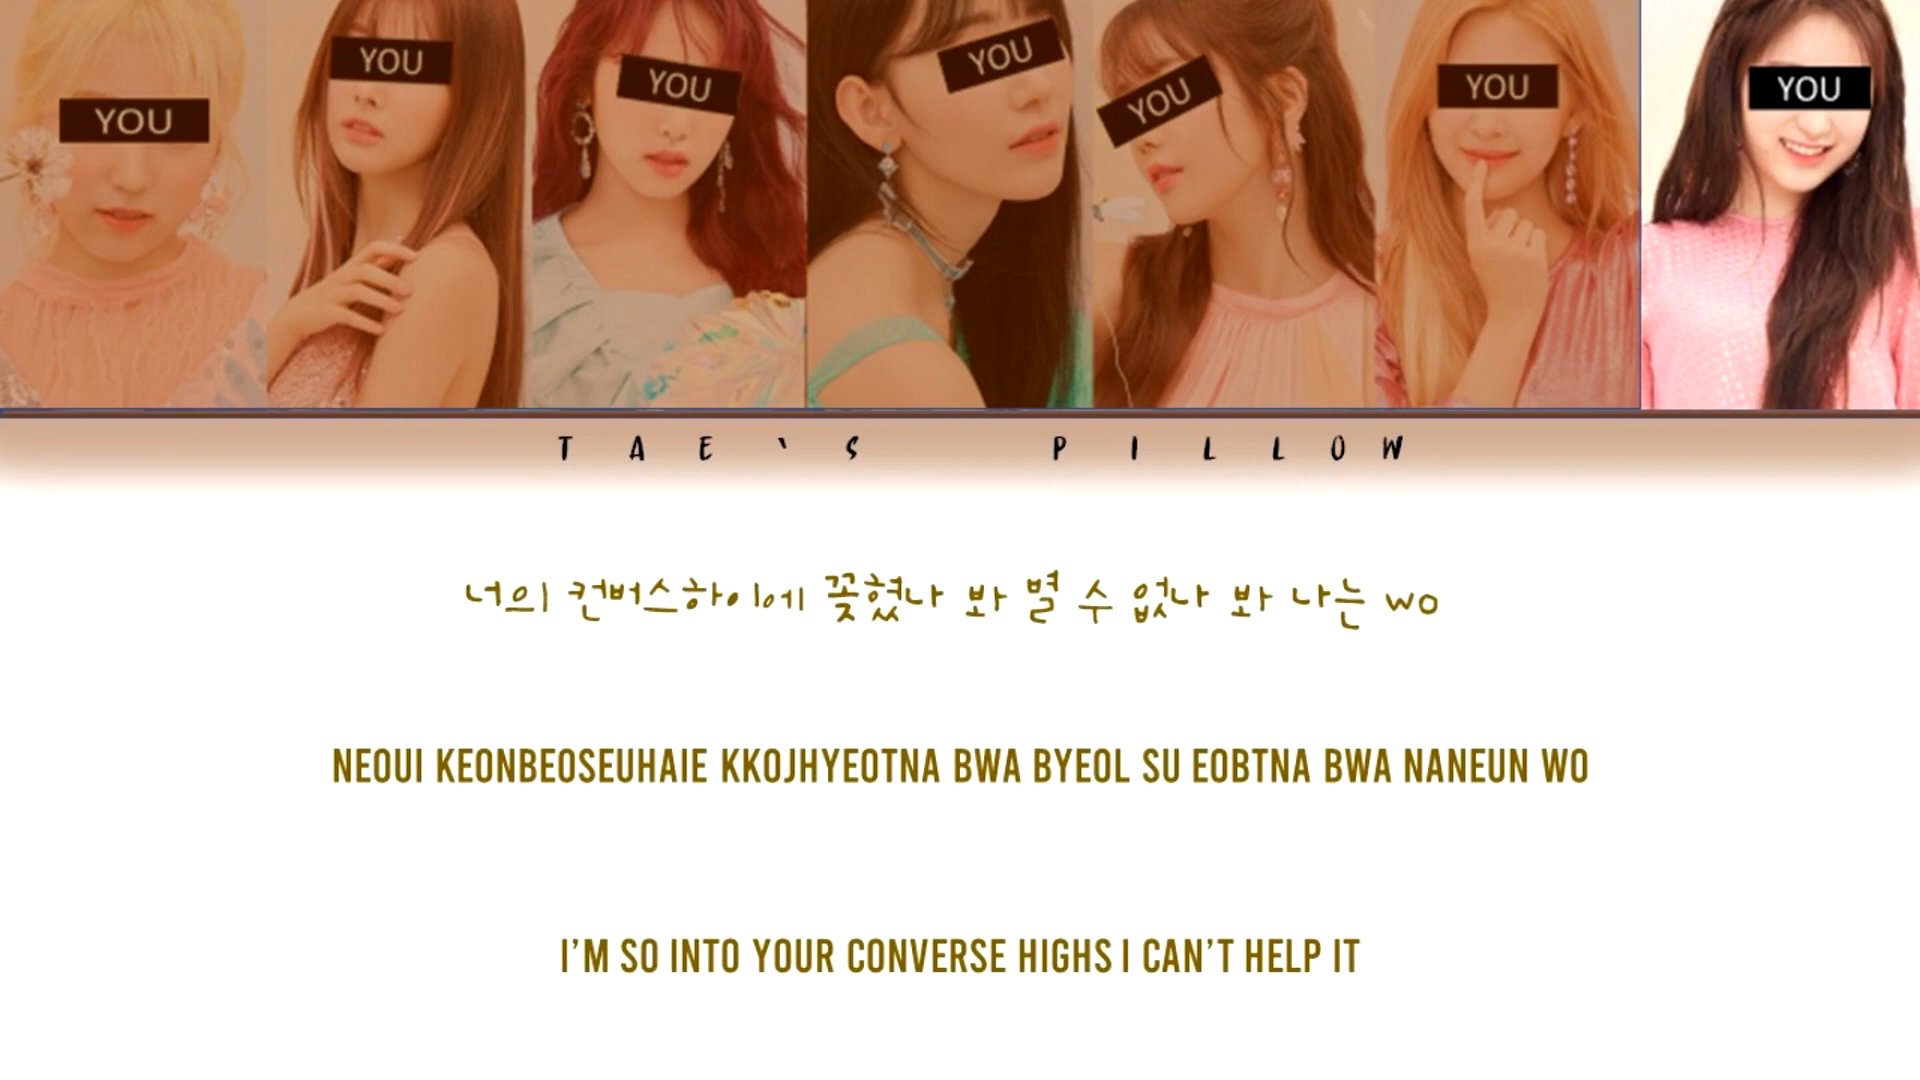 YOU
YOU
YOU
YOU
YOU
YOU
YOU
TAE`S PILLOW
너의 컨버스하이에 꽂혔나 봐 별 수 없나 봐 나는 wo
NEOUI KEONBEOSEUHAIE KKOJHYEOTNA BWA BYEOL SU EOBTNA BWA NANEUN WO
I'M SO INTO YOUR CONVERSE HIGHS I CAN'T HELP IT